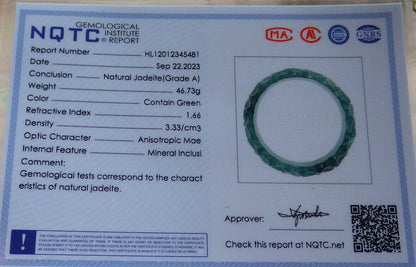 NQTC GEMOLOGICAL INSTITUTE REPORT
MA GNRS
Report Number HL12012345481
Date Sep 22.2023
Conclusion Natural Jadeite(Grade A)
Weight 46.73g
Color Contain Green
Refractive Index 1.66
Density 3.33/cm3
Optic Character Anisotropic Mae
Internal Feature Mineral Inclusi
Comment:
Gemological tests correspond to the charact
eristics of natural jadeite.
Approver:
Check this report at NQTC.net